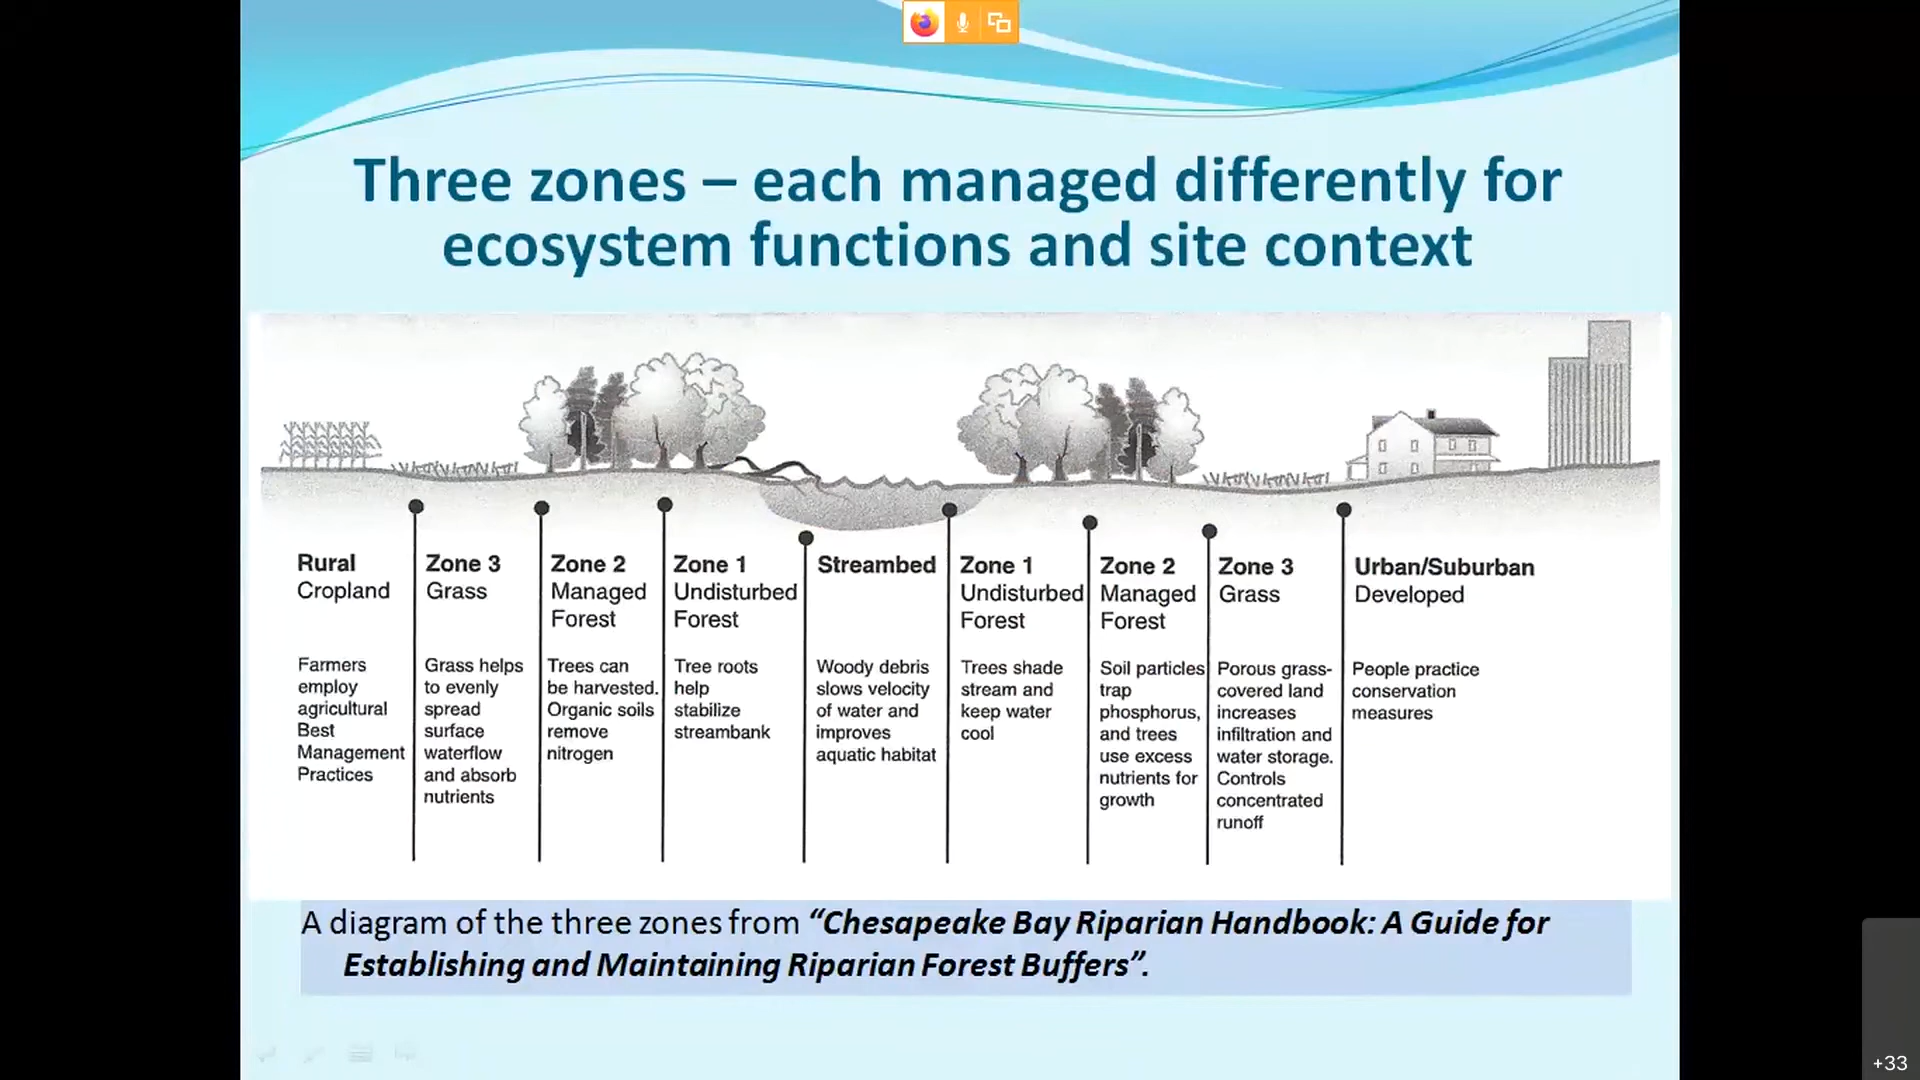 Three zones – each managed differently for
ecosystem functions and site context
Rural
Cropland
Farmers
employ
agricultural
Best
Management
Practices
Zone 3
Grass
Grass helps
to evenly
spread
surface
waterflow
and absorb
nutrients
Zone 2
Managed
Forest
Trees can
be harvested.
Organic soils
remove
nitrogen
Zone 1
Undisturbed
Forest
Tree roots
help
stabilize
streambank
Streambed
Woody debris
slows velocity
of water and
improves
aquatic habitat
Zone 1
Undisturbed
Forest
Trees shade
stream and
keep water
cool
Zone 2
Managed
Forest
Soil particles
trap
phosphorus,
and trees
use excess
nutrients for
growth
Zone 3
Grass
Porous grass-
covered land
increases
infiltration and
water storage.
Controls
concentrated
runoff
Urban/Suburban
Developed
People practice
conservation
measures
A diagram of the three zones from “Chesapeake Bay Riparian Handbook: A Guide for
Establishing and Maintaining Riparian Forest Buffers”.
+33